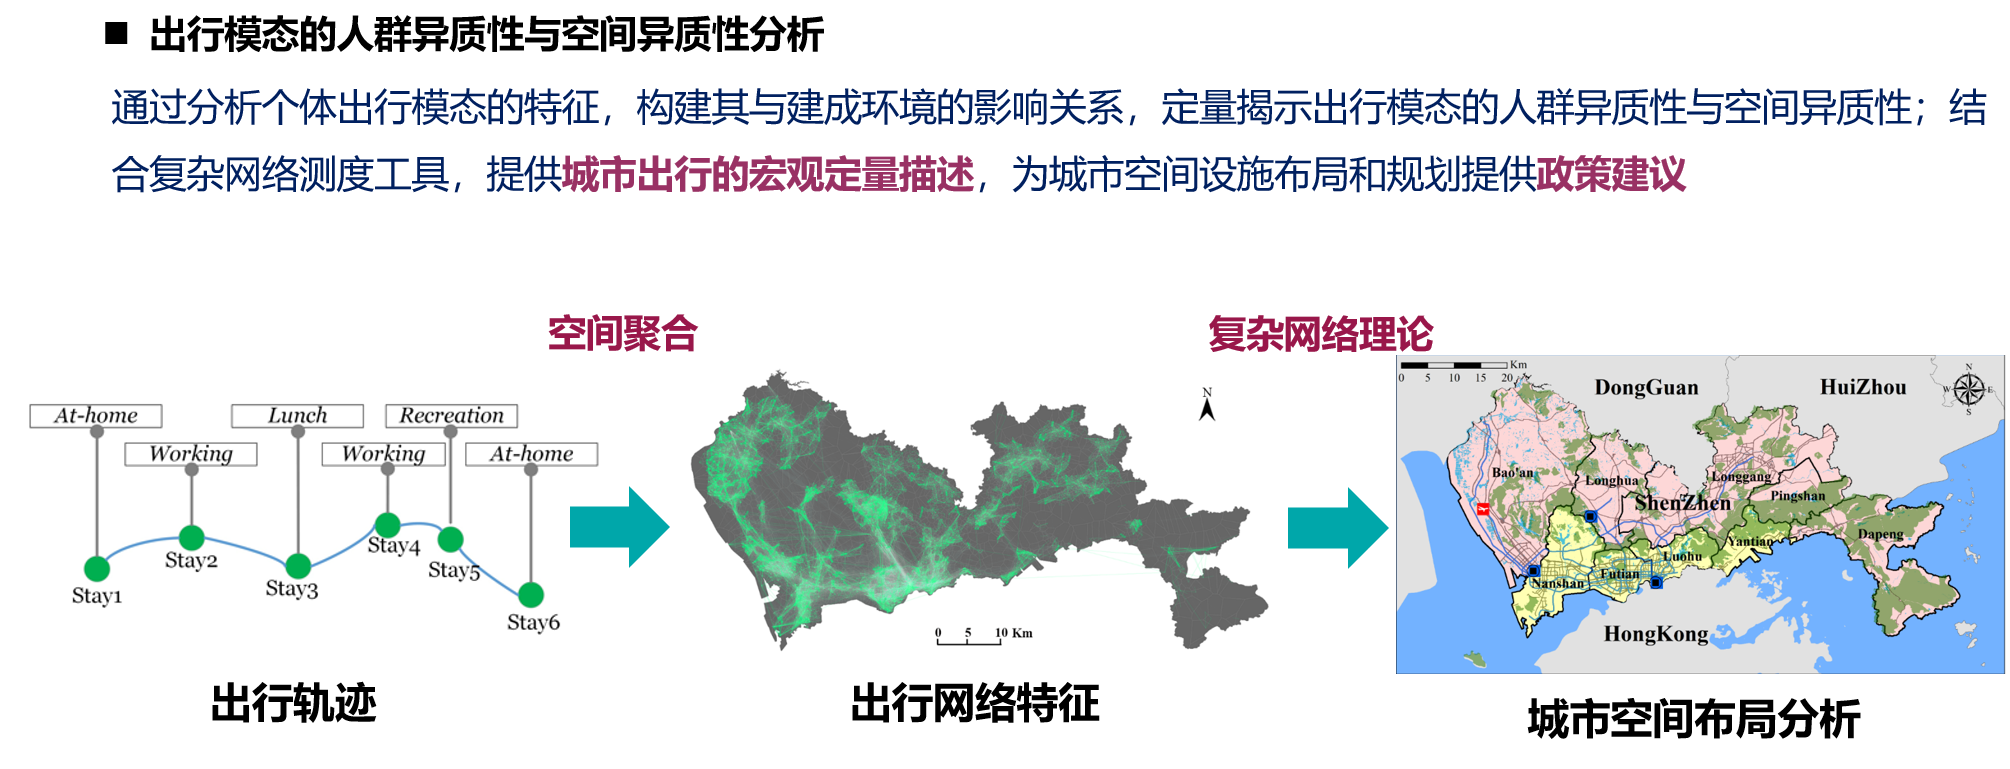 ■ 出行模态的人群异质性与空间异质性分析
通过分析个体出行模态的特征，构建其与建成环境的影响关系，定量揭示出行模态的人群异质性与空间异质性；结
合复杂网络测度工具，提供城市出行的宏观定量描述，为城市空间设施布局和规划提供政策建议
空间聚合
复杂网络理论
At-home
Lunch
Recreation
Working
Working
At-home
Stay1
Stay2
Stay3
Stay4
Stay5
Stay6
N
0 5 10 Km
Km
0 5 10 15 20
DongGuan
HuiZhou
N
W E
S
Bao'an
Longhua
Longgang
Pingshan
ShenZhen
Dapeng
Yantian
Luohu
Futian
Nanshan
HongKong
出行轨迹
出行网络特征
城市空间布局分析